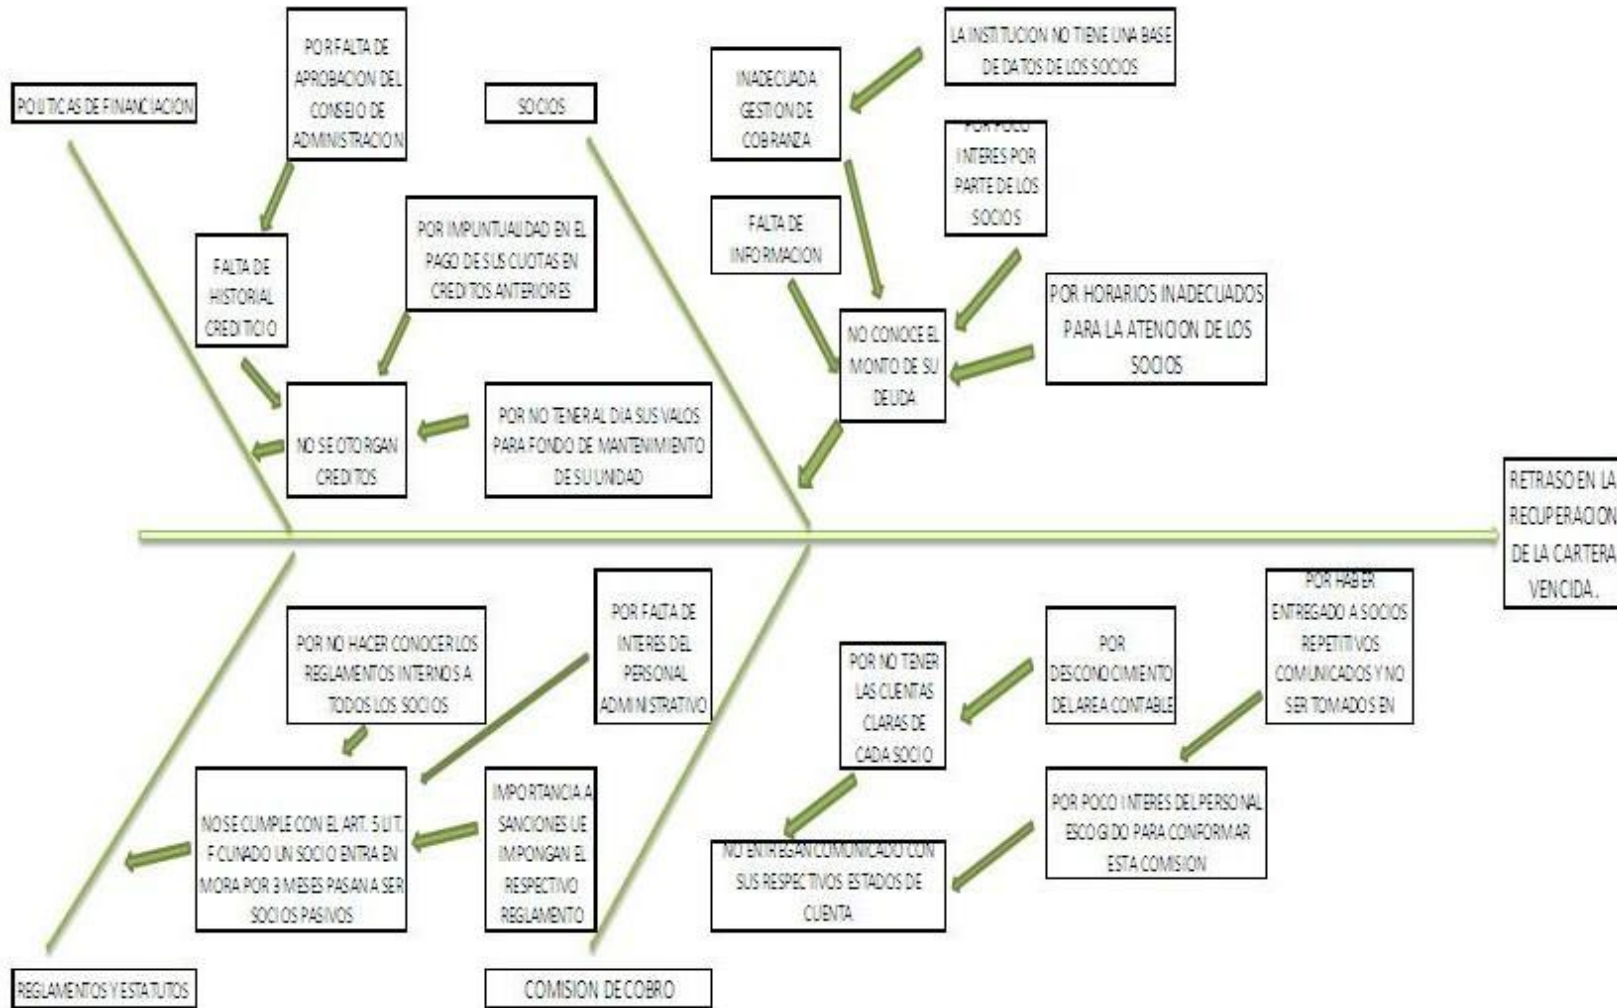 POLITICAS DE FINANCIACION
POR FALTA DE
APROBACION DEL
CONSEJO DE
ADMINISTRACION
SOCIOS
INADECUADA
GESTION DE
COBRANZA
LA INSTITUCION NO TIENE UNA BASE
DE DATOS DE LOS SOCIOS
POR POCO
INTERES POR
PARTE DE LOS
SOCIOS
FALTA DE
HISTORIAL
CREDITICIO
POR IMPUNTUALIDAD EN EL
PAGO DE SUS CUOTAS EN
CREDITOS ANTERIORES
FALTA DE
INFORMACION
POR HORARIOS INADECUADOS
PARA LA ATENCION DE LOS
SOCIOS
NO CONOCE EL
MONTO DE SU
DEUDA
NO SE OTORGAN
CREDITOS
POR NO TENER AL DIA SUS VALOS
PARA FONDO DE MANTENIMIENTO
DE SU UNIDAD
RETRASO EN LA
RECUPERACION
DE LA CARTERA
VENCIDA.
POR NO HACER CONOCER LOS
REGLAMENTOS INTERNOS A
TODOS LOS SOCIOS
POR FALTA DE
INTERES DEL
PERSONAL
ADMINISTRATIVO
POR NO TENER
LAS CUENTAS
CLARAS DE
CADA SOCIO
POR
DESCONOCIMIENTO
DEL AREA CONTABLE
POR HABER
ENTREGADO A SOCIOS
REPETITIVOS
COMUNICADOS Y NO
SER TOMADOS EN
NO SE CUMPLE CON EL ART. 5 LIT.
F CUNADO UN SOCIO ENTRA EN
MORA POR 3 MESES PASAN A SER
SOCIOS PASIVOS
IMPORTANCIA A
SANCIONES UE
IMPONGAN EL
RESPECTIVO
REGLAMENTO
NO ENTREGAN COMUNICADO CON
SUS RESPECTIVOS ESTADOS DE
CUENTA
POR POCO INTERES DEL PERSONAL
ESCOGIDO PARA CONFORMAR
ESTA COMISION
REGLAMENTOS Y ESTATUTOS
COMISION DE COBRO